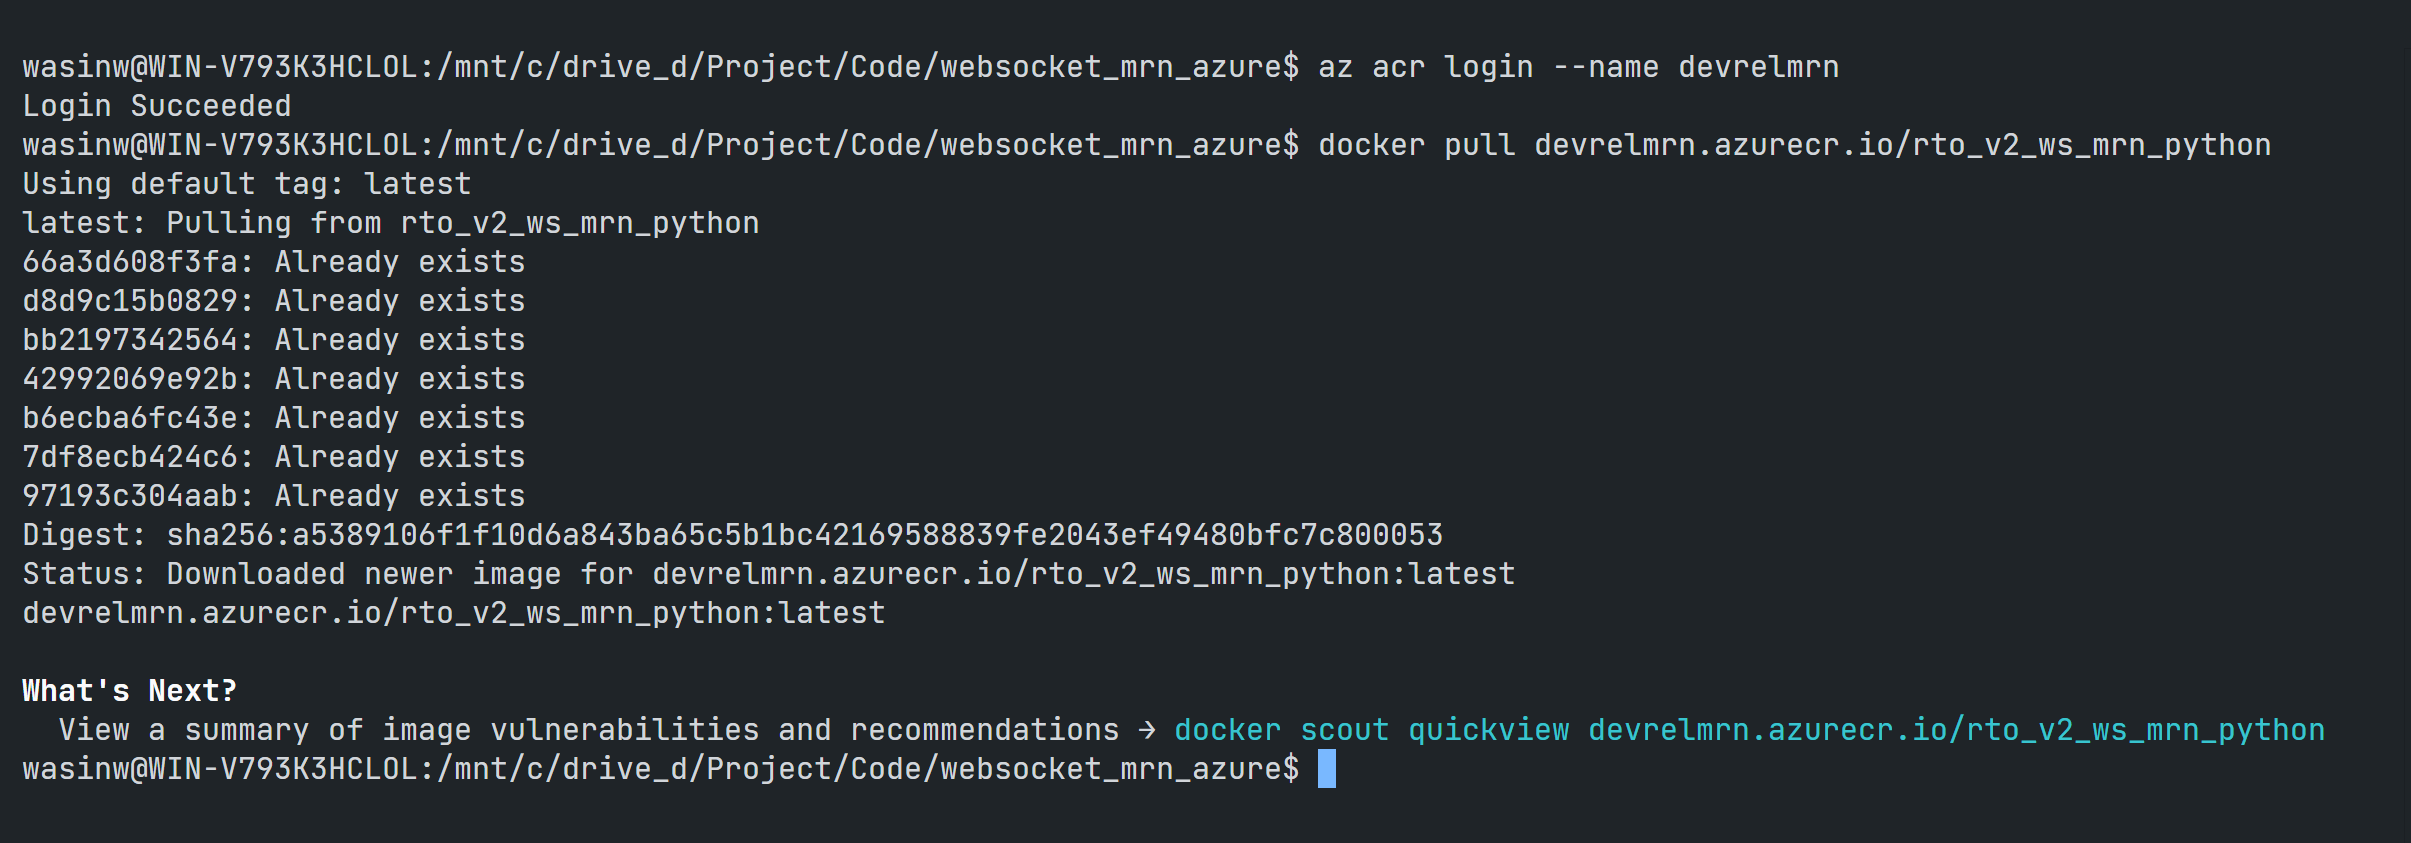 wasinw@WIN-V793K3HCLOL:/mnt/c/drive_d/Project/Code/websocket_mrn_azure$ az acr login --name devrelmrn
Login Succeeded
wasinw@WIN-V793K3HCLOL:/mnt/c/drive_d/Project/Code/websocket_mrn_azure$ docker pull devrelmrn.azurecr.io/rto_v2_ws_mrn_python
Using default tag: latest
latest: Pulling from rto_v2_ws_mrn_python
66a3d608f3fa: Already exists
d8d9c15b0829: Already exists
bb2197342564: Already exists
42992069e92b: Already exists
b6ecba6fc43e: Already exists
7df8ecb424c6: Already exists
97193c304aab: Already exists
Digest: sha256:a5389106f1f10d6a843ba65c5b1bc42169588839fe2043ef49480bfc7c800053
Status: Downloaded newer image for devrelmrn.azurecr.io/rto_v2_ws_mrn_python:latest
devrelmrn.azurecr.io/rto_v2_ws_mrn_python:latest
What's Next?
View a summary of image vulnerabilities and recommendations → docker scout quickview devrelmrn.azurecr.io/rto_v2_ws_mrn_python
wasinw@WIN-V793K3HCLOL:/mnt/c/drive_d/Project/Code/websocket_mrn_azure$